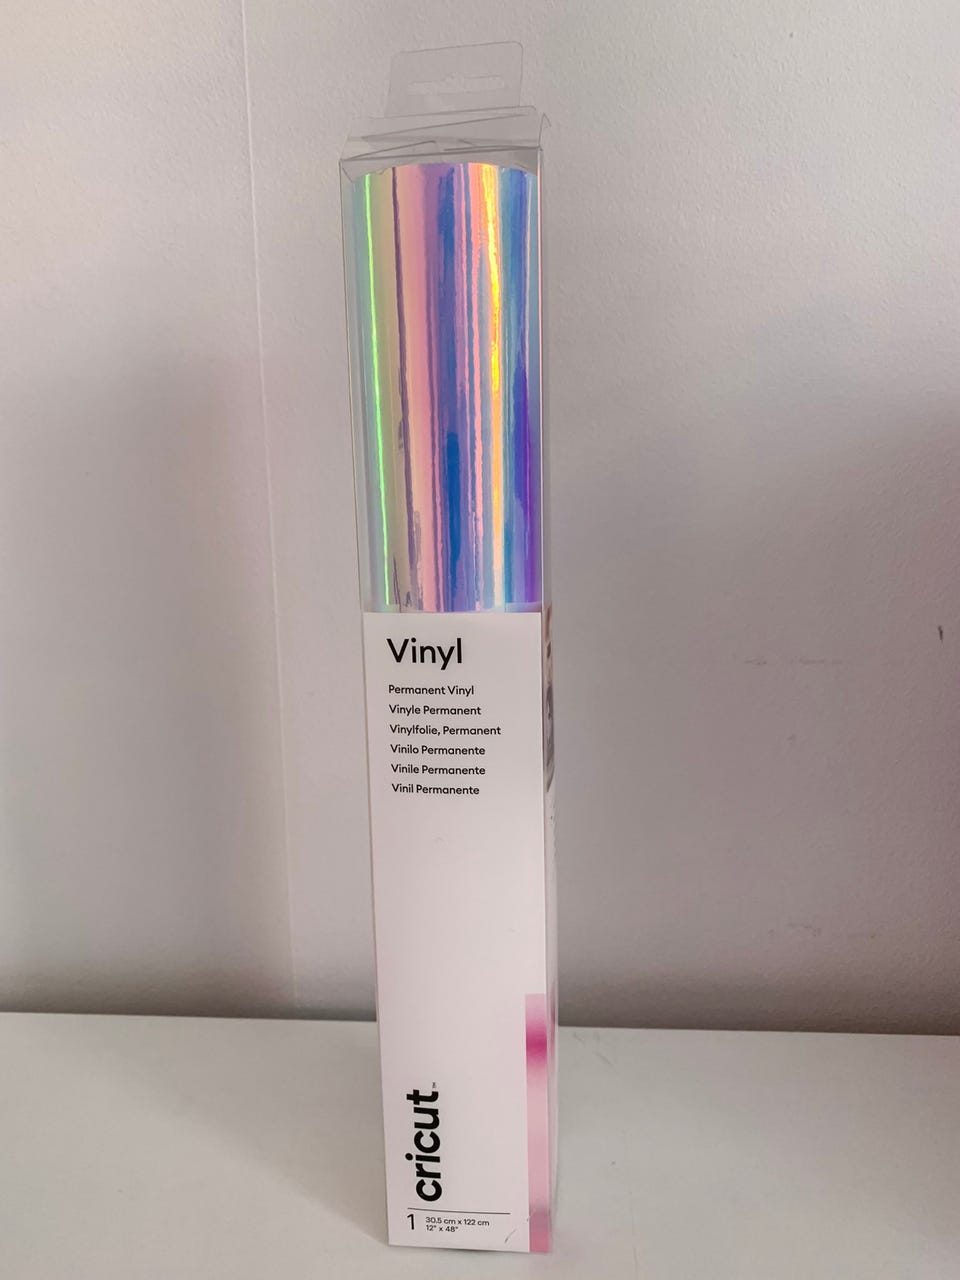 Vinyl
Permanent Vinyl
Vinyle Permanent
Vinylfolie, Permanent
Vinilo Permanente
Vinile Permanente
Vinil Permanente
cricut™
1 30.5 cm x 122 cm
12" x 48"